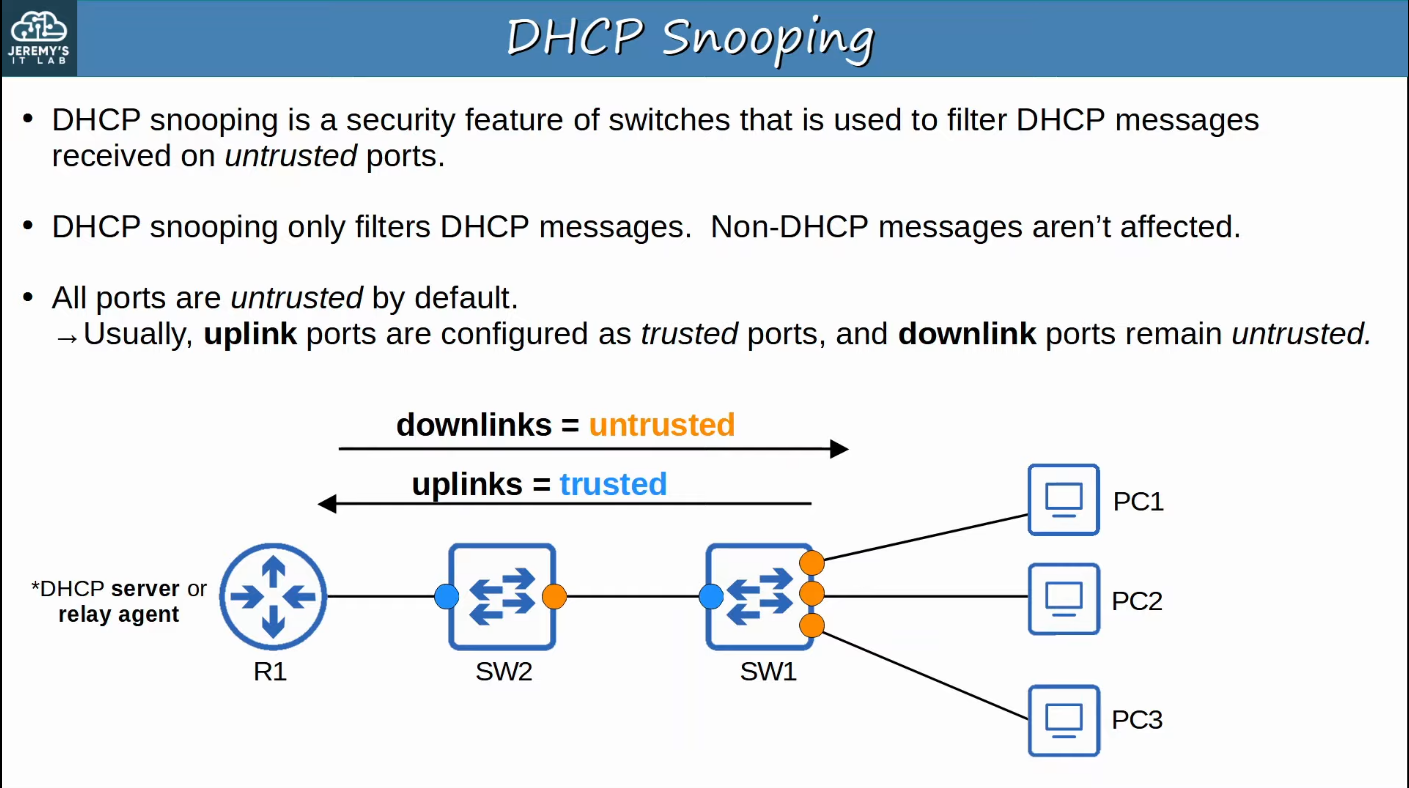 JEREMY'S
IT LAB
DHCP Snooping
• DHCP snooping is a security feature of switches that is used to filter DHCP messages
received on untrusted ports.
• DHCP snooping only filters DHCP messages.  Non-DHCP messages aren't affected.
• All ports are untrusted by default.
→Usually, uplink ports are configured as trusted ports, and downlink ports remain untrusted.
downlinks = untrusted
uplinks = trusted
*DHCP server or
relay agent
R1
SW2
SW1
PC1
PC2
PC3